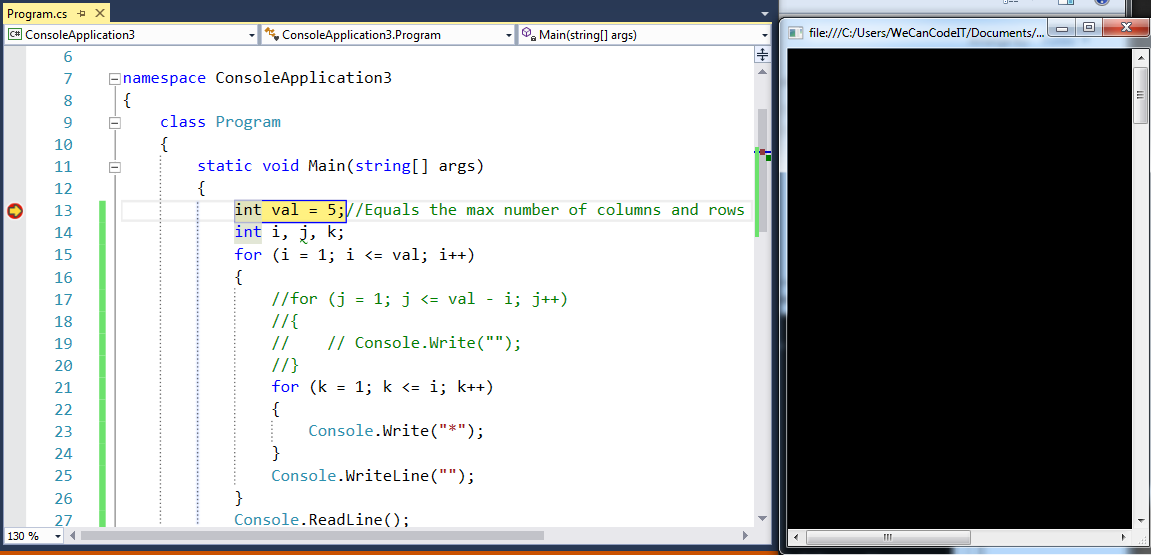 Program.cs
ConsoleApplication3 ConsoleApplication3.Program Main(string[] args)
6
7 namespace ConsoleApplication3
8 {
9 class Program
10 {
11 static void Main(string[] args)
12 {
13 int val = 5;//Equals the max number of columns and rows
14 int i, j, k;
15 for (i = 1; i <= val; i++)
16 {
17 //for (j = 1; j <= val - i; j++)
18 //{
19 //    // Console.Write("");
20 //}
21 for (k = 1; k <= i; k++)
22 {
23 Console.Write("*");
24 }
25 Console.WriteLine("");
26 }
27 Console.ReadLine();
130 %
file:///C:/Users/WeCanCodeIT/Documents/...